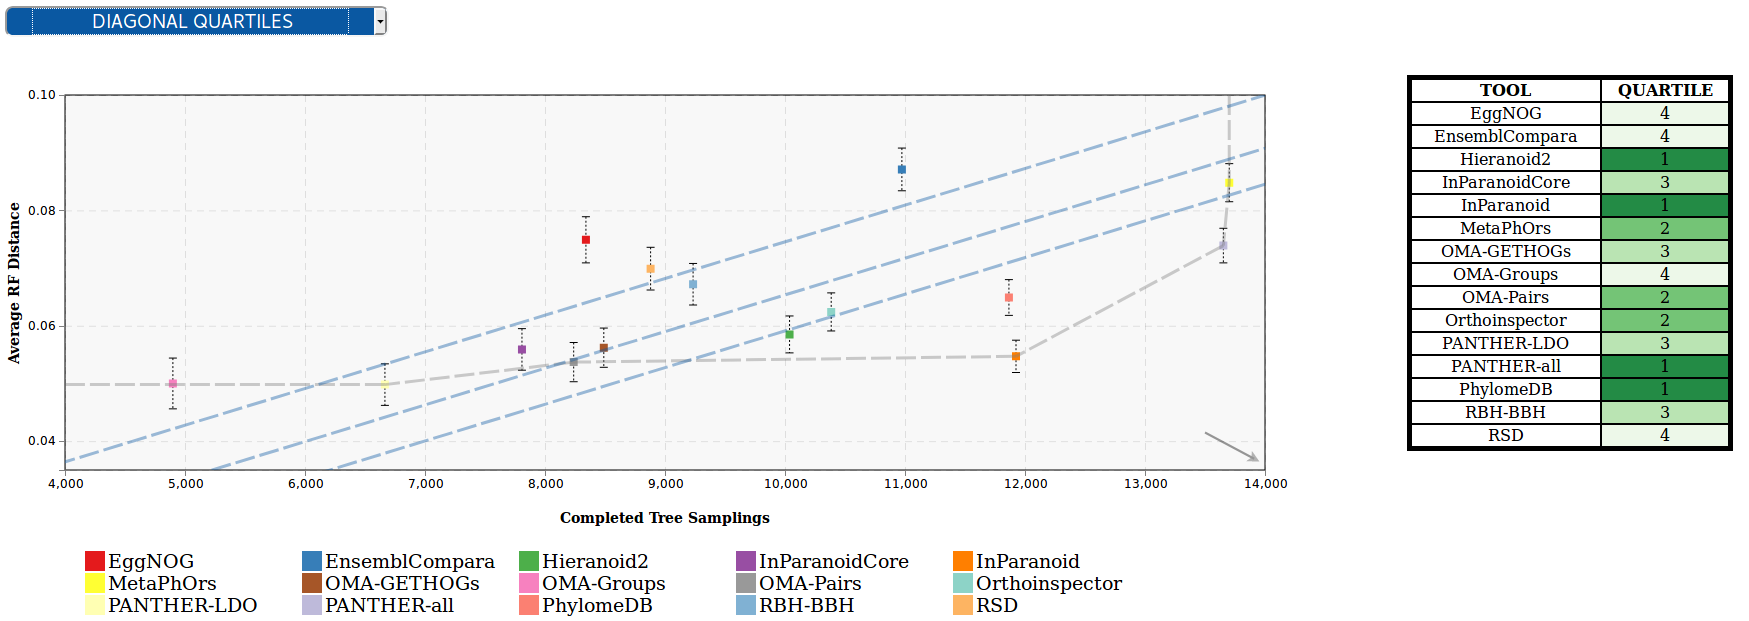 DIAGONAL QUARTILES
0.10
0.08
0.06
0.04
Average RF Distance
4,000 5,000 6,000 7,000 8,000 9,000 10,000 11,000 12,000 13,000 14,000
Completed Tree Samplings
EggNOG EnsemblCompara Hieranoid2 InParanoidCore InParanoid
MetaPhOrs OMA-GETHOGs OMA-Groups OMA-Pairs Orthoinspector
PANTHER-LDO PANTHER-all PhylomeDB RBH-BBH RSD
TOOL QUARTILE
EggNOG 4
EnsemblCompara 4
Hieranoid2 1
InParanoidCore 3
InParanoid 1
MetaPhOrs 2
OMA-GETHOGs 3
OMA-Groups 4
OMA-Pairs 2
Orthoinspector 2
PANTHER-LDO 3
PANTHER-all 1
PhylomeDB 1
RBH-BBH 3
RSD 4